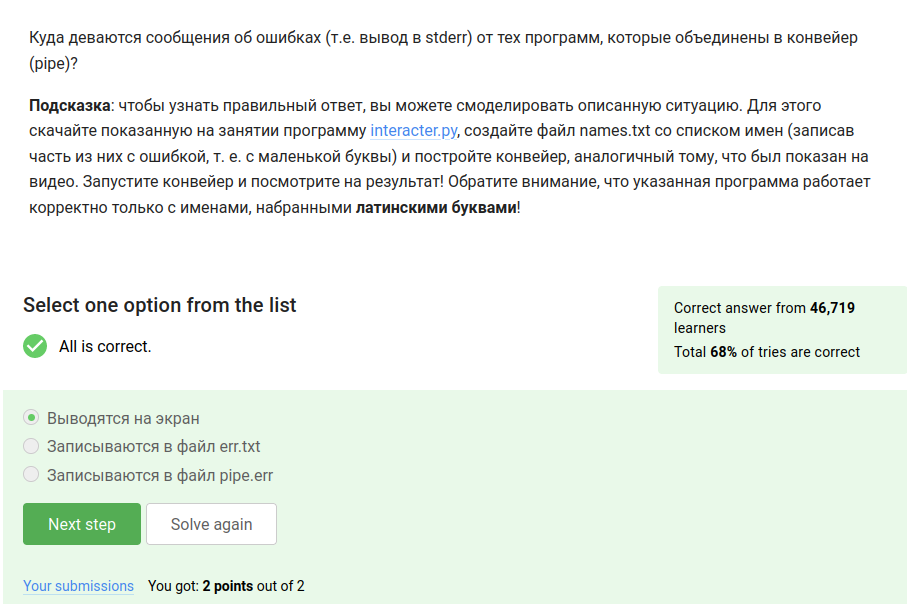 Куда деваются сообщения об ошибках (т.е. вывод в stderr) от тех программ, которые объединены в конвейер
(pipe)?
Подсказка: чтобы узнать правильный ответ, вы можете смоделировать описанную ситуацию. Для этого
скачайте показанную на занятии программу interacter.py, создайте файл names.txt со списком имен (записав
часть из них с ошибкой, т. е. с маленькой буквы) и постройте конвейер, аналогичный тому, что был показан на
видео. Запустите конвейер и посмотрите на результат! Обратите внимание, что указанная программа работает
корректно только с именами, набранными латинскими буквами!
Select one option from the list
All is correct.
Correct answer from 46,719
learners
Total 68% of tries are correct
Выводятся на экран
Записываются в файл err.txt
Записываются в файл pipe.err
Next step
Solve again
Your submissions You got: 2 points out of 2